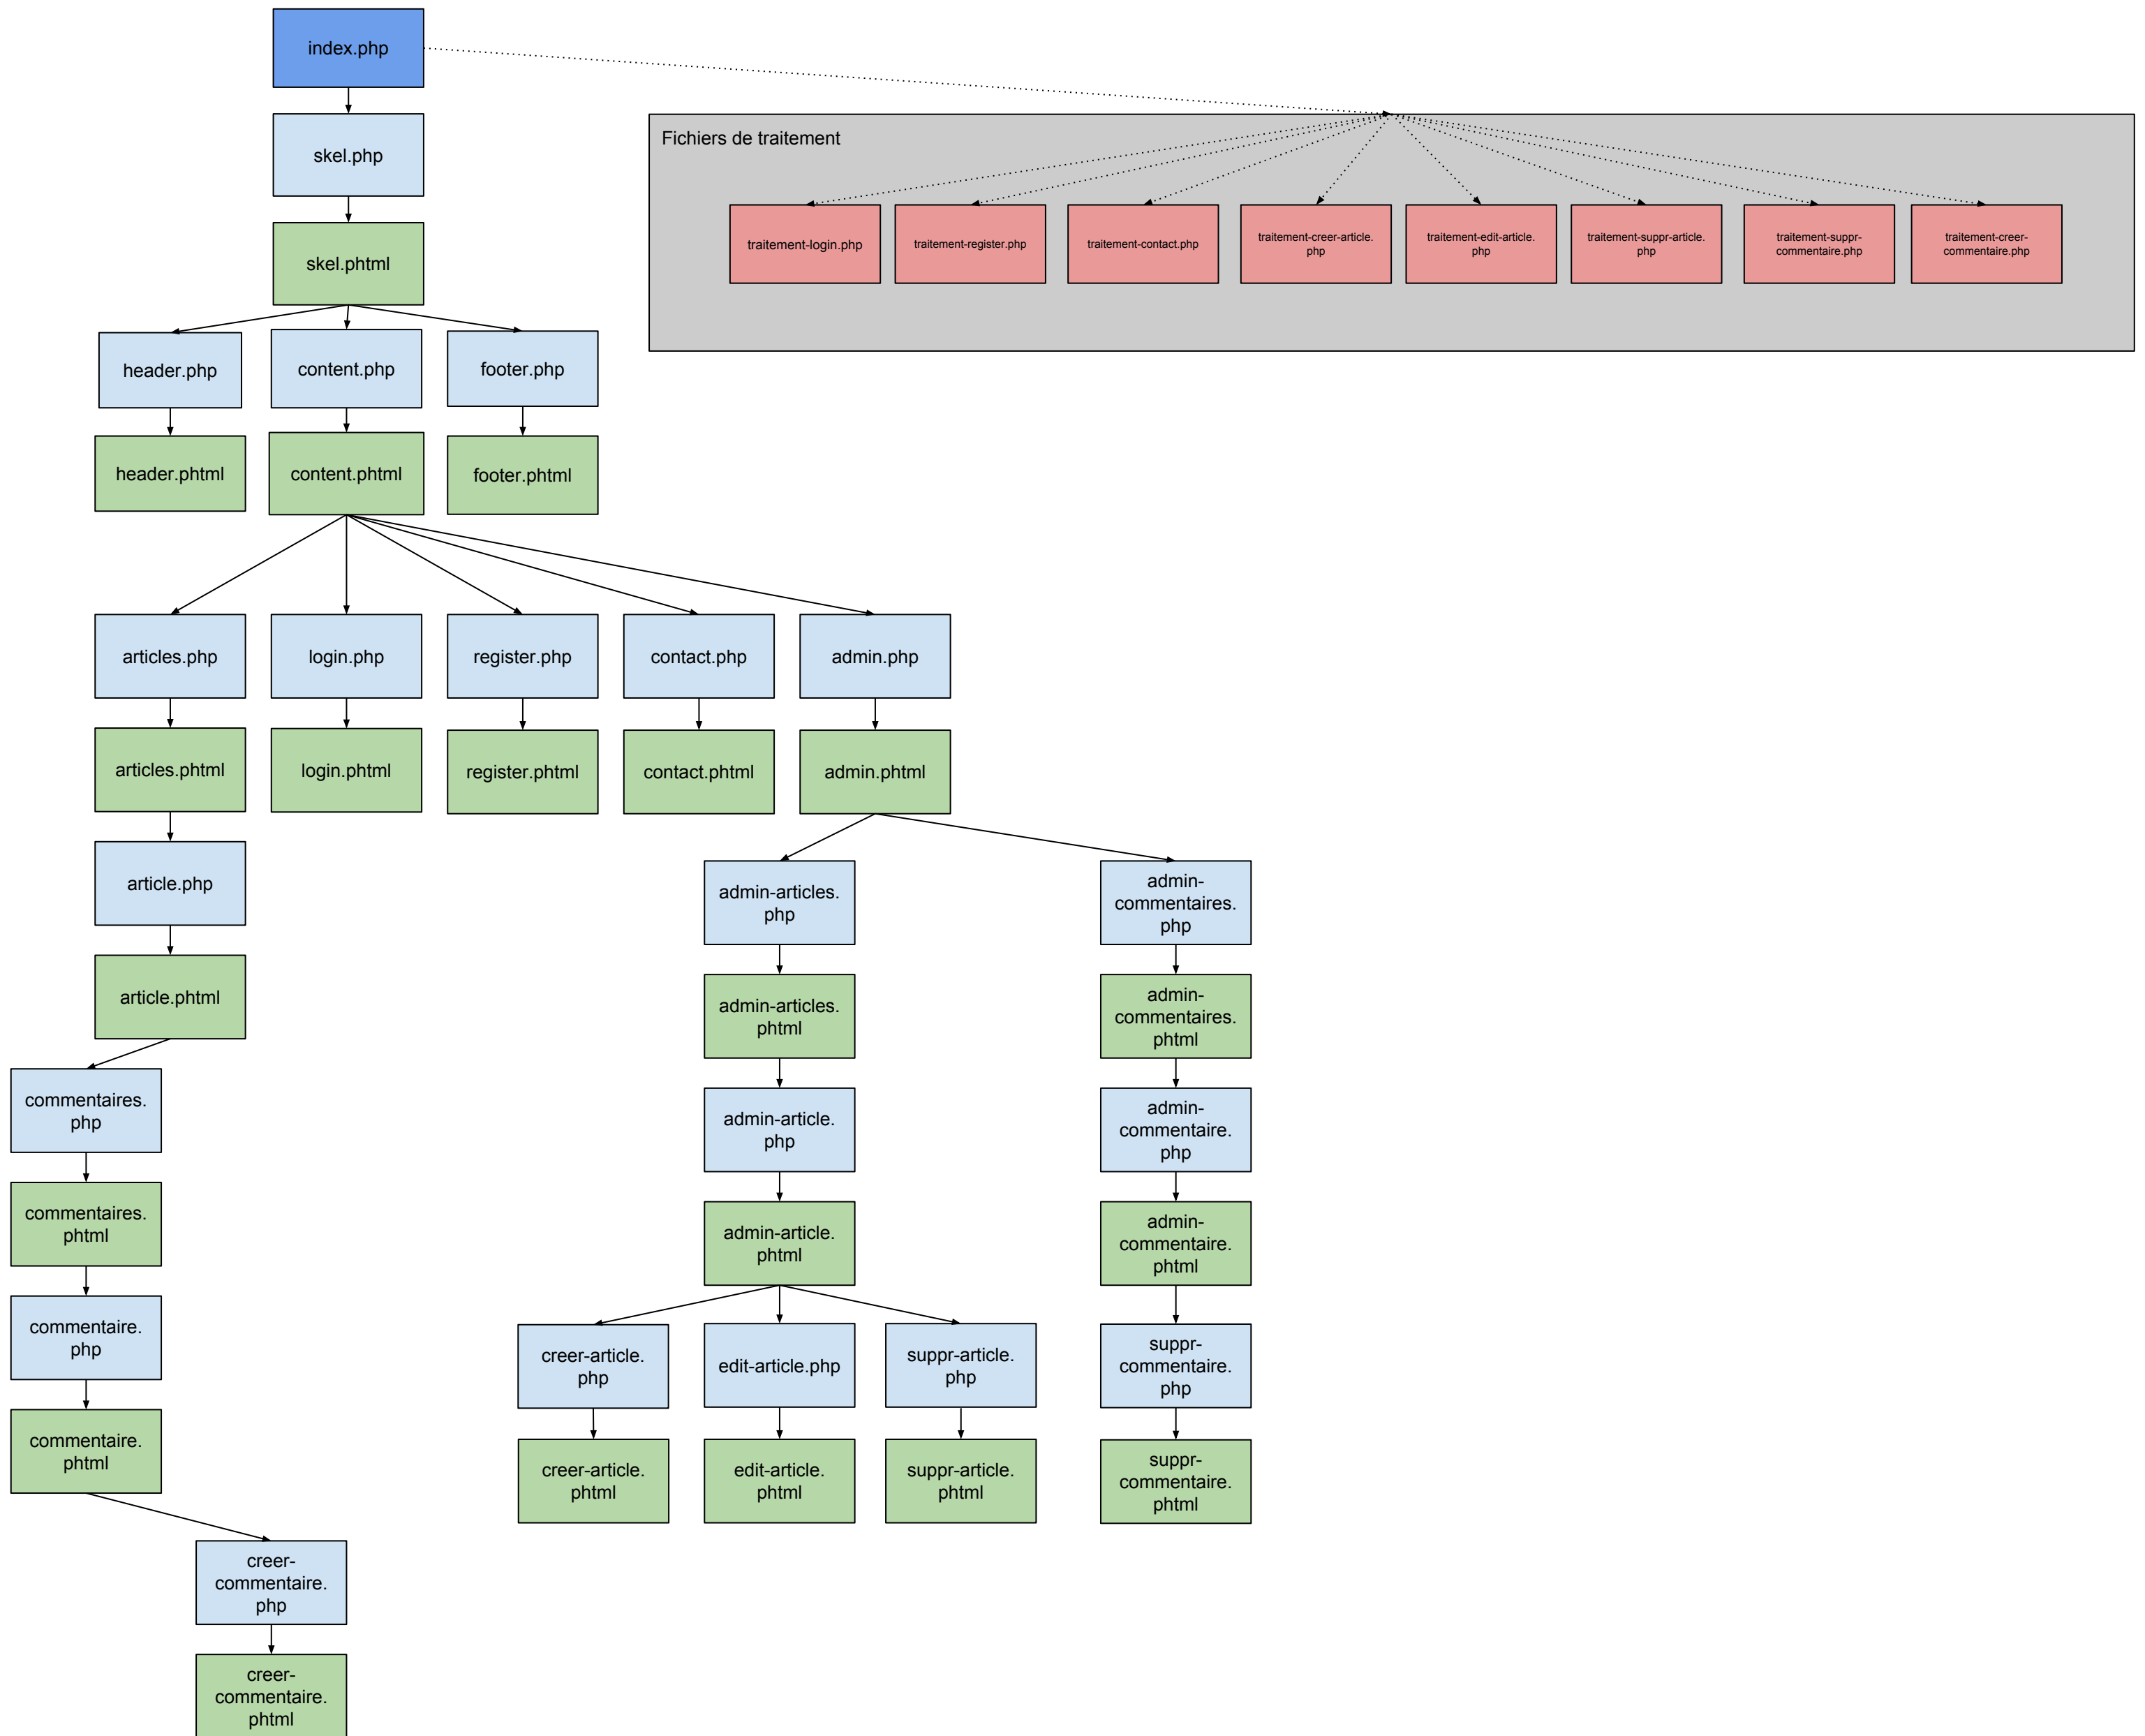 index.php
skel.php
Fichiers de traitement
traitement-login.php
traitement-register.php
traitement-contact.php
traitement-creer-article.
php
traitement-edit-article.
php
traitement-suppr-article.
php
traitement-suppr-
commentaire.php
traitement-creer-
commentaire.php
skel.phtml
header.php
content.php
footer.php
header.phtml
content.phtml
footer.phtml
articles.php
login.php
register.php
contact.php
admin.php
articles.phtml
login.phtml
register.phtml
contact.phtml
admin.phtml
article.php
admin-articles.
php
admin-
commentaires.
php
article.phtml
admin-articles.
phtml
admin-
commentaires.
phtml
commentaires.
php
admin-article.
php
admin-
commentaire.
php
commentaires.
phtml
admin-article.
phtml
admin-
commentaire.
phtml
commentaire.
php
creer-article.
php
edit-article.php
suppr-article.
php
suppr-
commentaire.
php
commentaire.
phtml
creer-article.
phtml
edit-article.
phtml
suppr-article.
phtml
suppr-
commentaire.
phtml
creer-
commentaire.
php
creer-
commentaire.
phtml